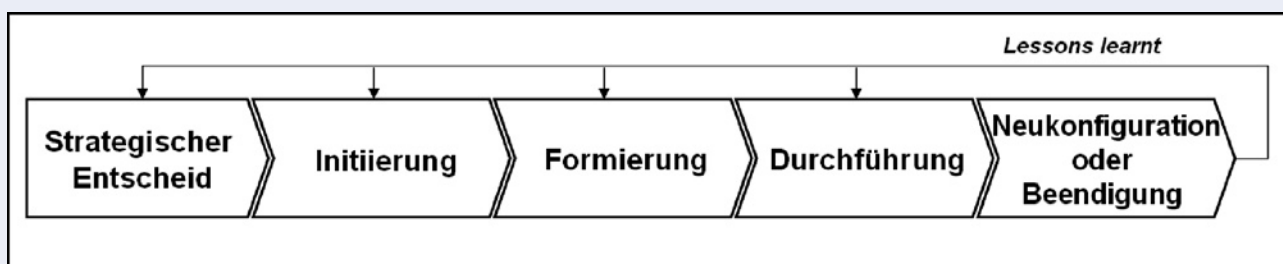 Lessons learnt
Strategischer
Entscheid
Initiierung
Formierung
Durchführung
Neukonfiguration
oder
Beendigung